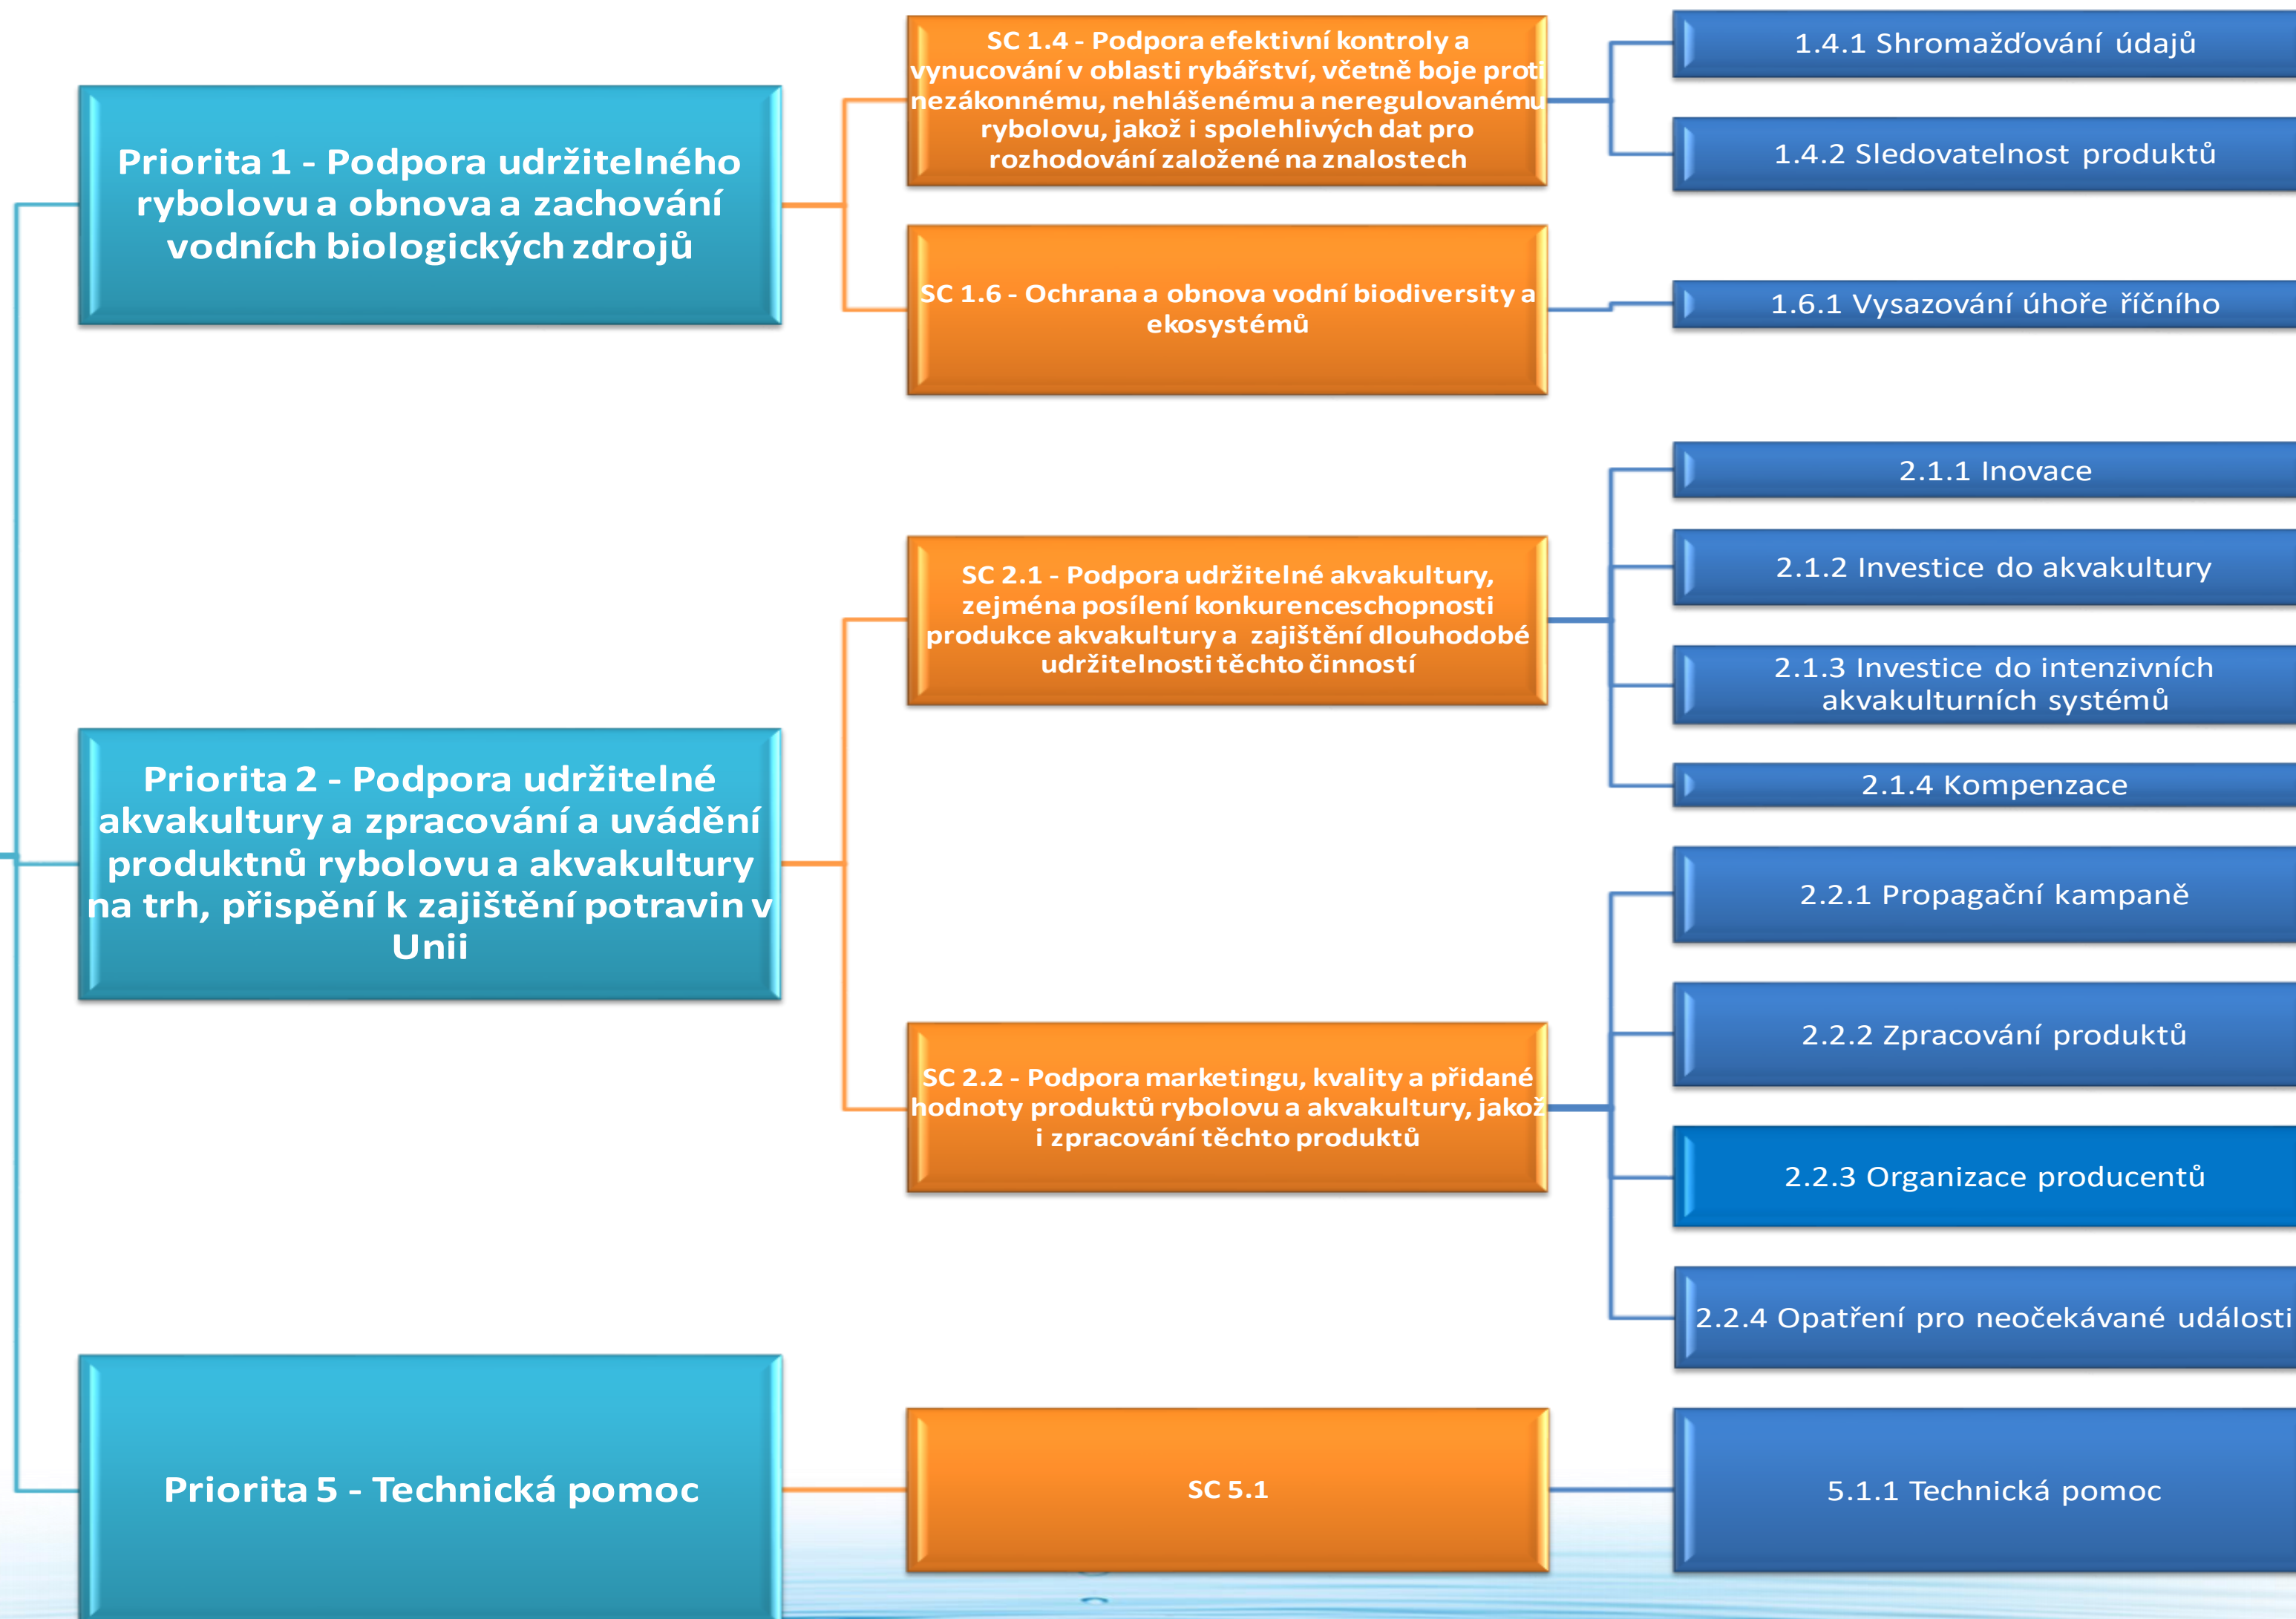 Priorita 1 - Podpora udržitelného
rybolovu a obnova a zachování
vodních biologických zdrojů
SC 1.4 - Podpora efektivní kontroly a
vynucování v oblasti rybářství, včetně boje proti
nezákonnému, nehlášenému a neregulovanému
rybolovu, jakož i spolehlivých dat pro
rozhodování založené na znalostech
1.4.1 Shromažďování údajů
1.4.2 Sledovatelnost produktů
SC 1.6 - Ochrana a obnova vodní biodiversity a
ekosystémů
1.6.1 Vysazování úhoře říčního
Priorita 2 - Podpora udržitelné
akvakultury a zpracování a uvádění
produktnů rybolovu a akvakultury
na trh, přispění k zajištění potravin v
Unii
SC 2.1 - Podpora udržitelné akvakultury,
zejména posílení konkurenceschopnosti
produkce akvakultury a zajištění dlouhodobé
udržitelnosti těchto činností
2.1.1 Inovace
2.1.2 Investice do akvakultury
2.1.3 Investice do intenzivních
akvakulturních systémů
2.1.4 Kompenzace
SC 2.2 - Podpora marketingu, kvality a přidané
hodnoty produktů rybolovu a akvakultury, jakož
i zpracování těchto produktů
2.2.1 Propagační kampaně
2.2.2 Zpracování produktů
2.2.3 Organizace producentů
2.2.4 Opatření pro neočekávané události
Priorita 5 - Technická pomoc
SC 5.1
5.1.1 Technická pomoc